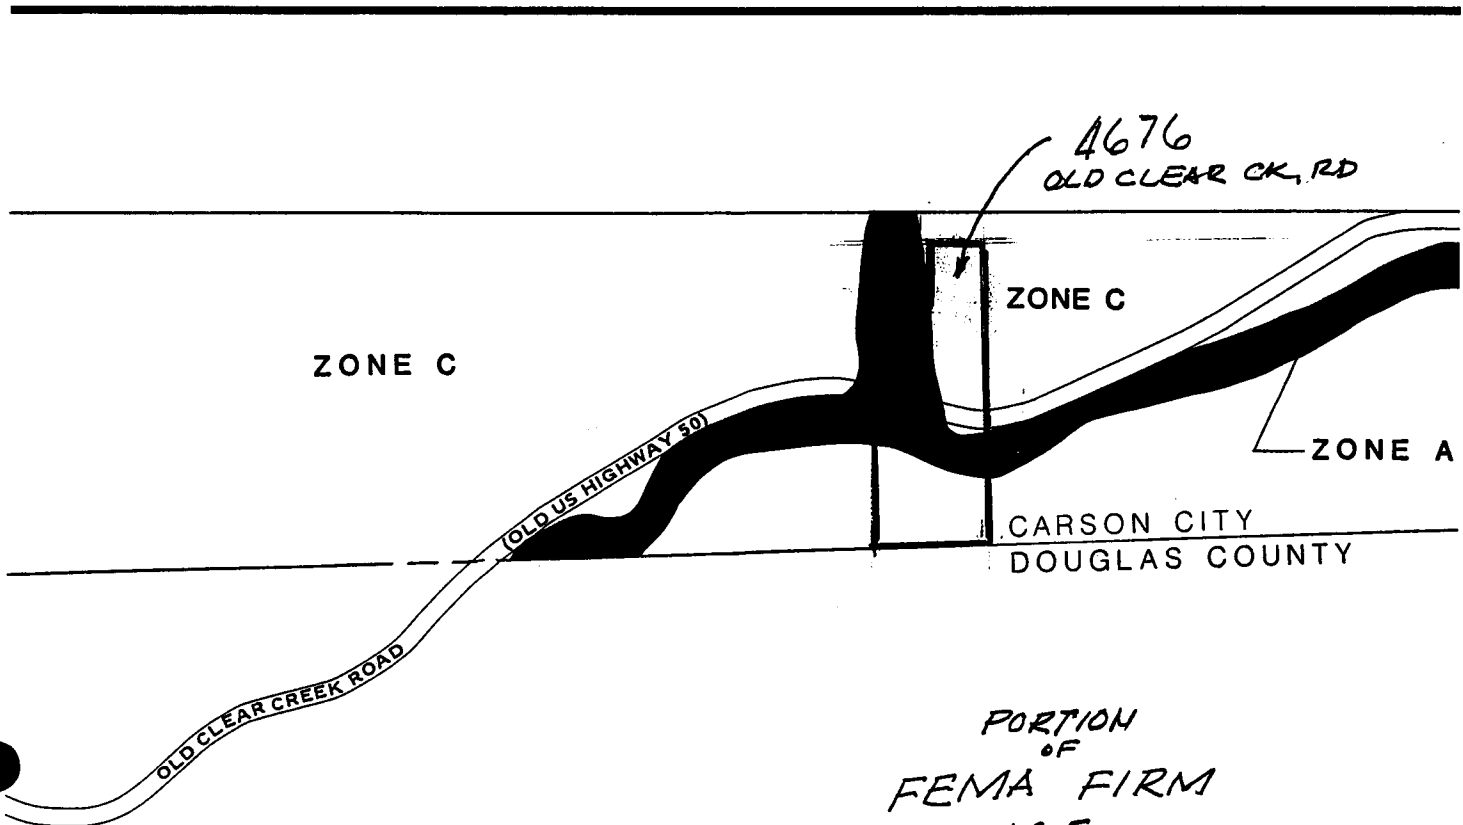 4676
OLD CLEAR CK, RD
ZONE C
ZONE C
ZONE A
(OLD US HIGHWAY 50)
CARSON CITY
DOUGLAS COUNTY
OLD CLEAR CREEK ROAD
PORTION
OF
FEMA FIRM